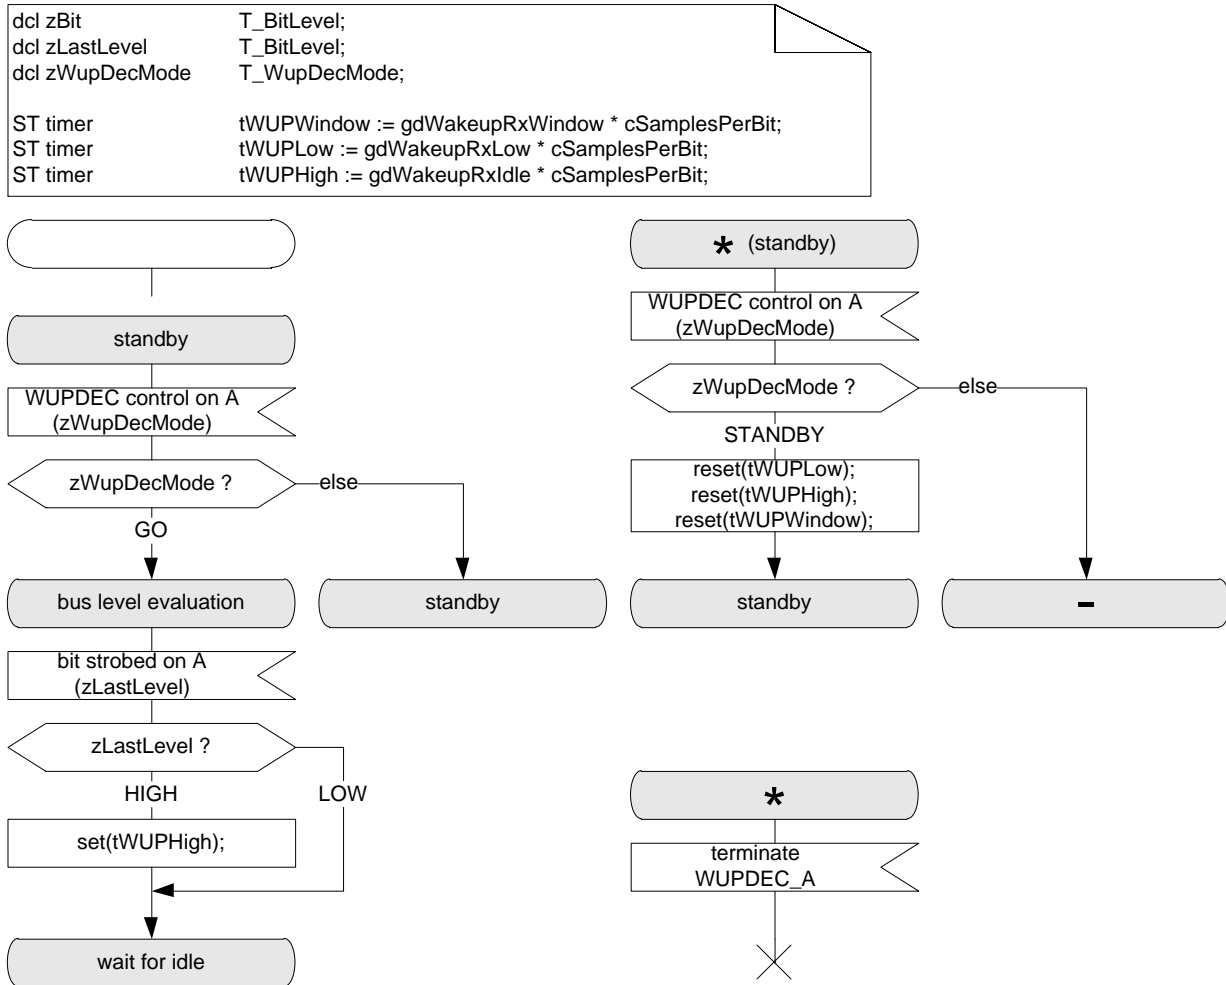 dcl zBit T_BitLevel;
dcl zLastLevel T_BitLevel;
dcl zWupDecMode T_WupDecMode;
ST timer tWUPWindow := gdWakeupRxWindow * cSamplesPerBit;
ST timer tWUPLow := gdWakeupRxLow * cSamplesPerBit;
ST timer tWUPHigh := gdWakeupRxIdle * cSamplesPerBit;
standby
WUPDEC control on A
(zWupDecMode)
zWupDecMode ?
else
GO
bus level evaluation
standby
bit strobed on A
(zLastLevel)
zLastLevel ?
HIGH
LOW
set(tWUPHigh);
wait for idle
* (standby)
WUPDEC control on A
(zWupDecMode)
zWupDecMode ?
else
STANDBY
reset(tWUPLow);
reset(tWUPHigh);
reset(tWUPWindow);
standby
-
*
terminate
WUPDEC_A